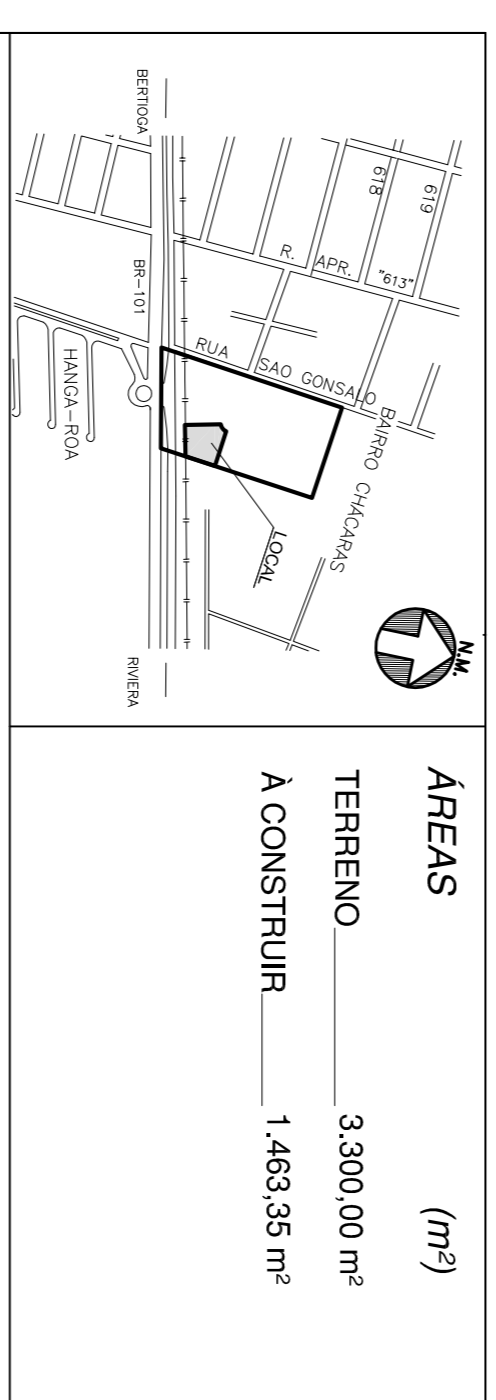 BERTIOGA
BR-101
HANGA-ROA
R. APR. "613"
618
619
RUA SAO GONSALO
BAIRRO CHÁCARAS
LOCAL
N.M.
RIVIERA
ÁREAS (m²)
TERRENO 3.300,00 m²
À CONSTRUIR 1.463,35 m²